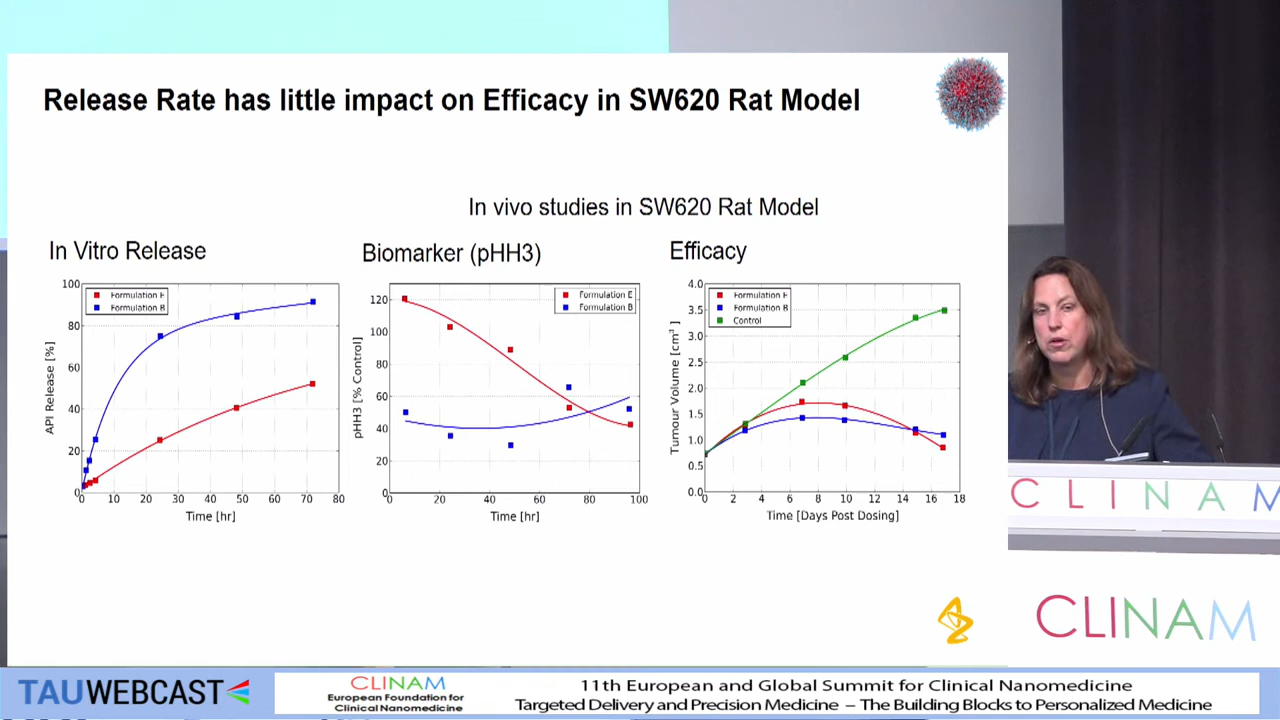 Release Rate has little impact on Efficacy in SW620 Rat Model
In vivo studies in SW620 Rat Model
In Vitro Release
Biomarker (pHH3)
Efficacy
API Release [%]
100
80
60
40
20
0
Formulation E
Formulation B
0 10 20 30 40 50 60 70 80
Time [hr]
pHH3 [% Control]
120
100
80
60
40
20
0
Formulation E
Formulation B
0 20 40 60 80 100
Time [hr]
Tumour Volume [cm³]
4.0
3.5
3.0
2.5
2.0
1.5
1.0
0.5
0.0
Formulation E
Formulation B
Control
0 2 4 6 8 10 12 14 16 18
Time [Days Post Dosing]
CLINAM
CLINAM
TAUWEBCAST
CLINAM
European Foundation for
Clinical Nanomedicine
11th European and Global Summit for Clinical Nanomedicine
Targeted Delivery and Precision Medicine – The Building Blocks to Personalized Medicine